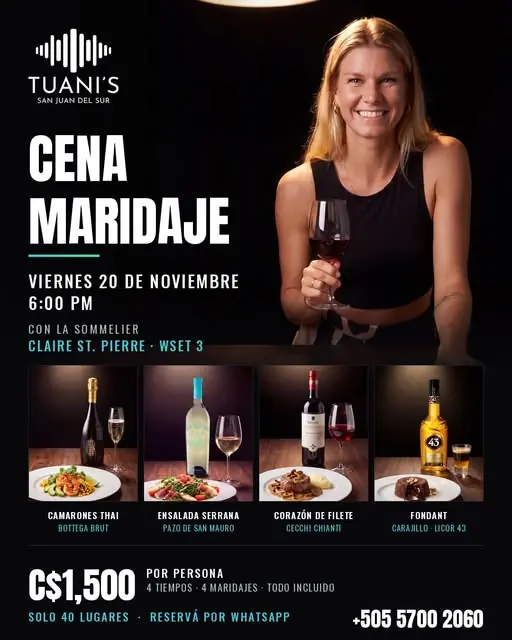 TUANI'S
SAN JUAN DEL SUR
CENA
MARIDAJE
VIERNES 20 DE NOVIEMBRE
6:00 PM
CON LA SOMMELIER
CLAIRE ST. PIERRE · WSET 3
43
CAMARONES THAI
BOTTEGA BRUT
ENSALADA SERRANA
PAZO DE SAN MAURO
CORAZÓN DE FILETE
CECCHI CHIANTI
FONDANT
CARAJILLO · LICOR 43
C$1,500
POR PERSONA
4 TIEMPOS · 4 MARIDAJES · TODO INCLUIDO
SOLO 40 LUGARES · RESERVÁ POR WHATSAPP
+505 5700 2060